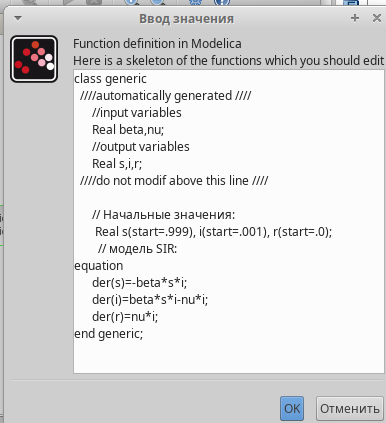 Ввод значения
Function definition in Modelica
Here is a skeleton of the functions which you should edit
class generic
////automatically generated ////
//input variables
Real beta,nu;
//output variables
Real s,i,r;
////do not modif above this line ////
// Начальные значения:
Real s(start=.999), i(start=.001), r(start=.0);
// модель SIR:
equation
der(s)=-beta*s*i;
der(i)=beta*s*i-nu*i;
der(r)=nu*i;
end generic;
OK
Отменить